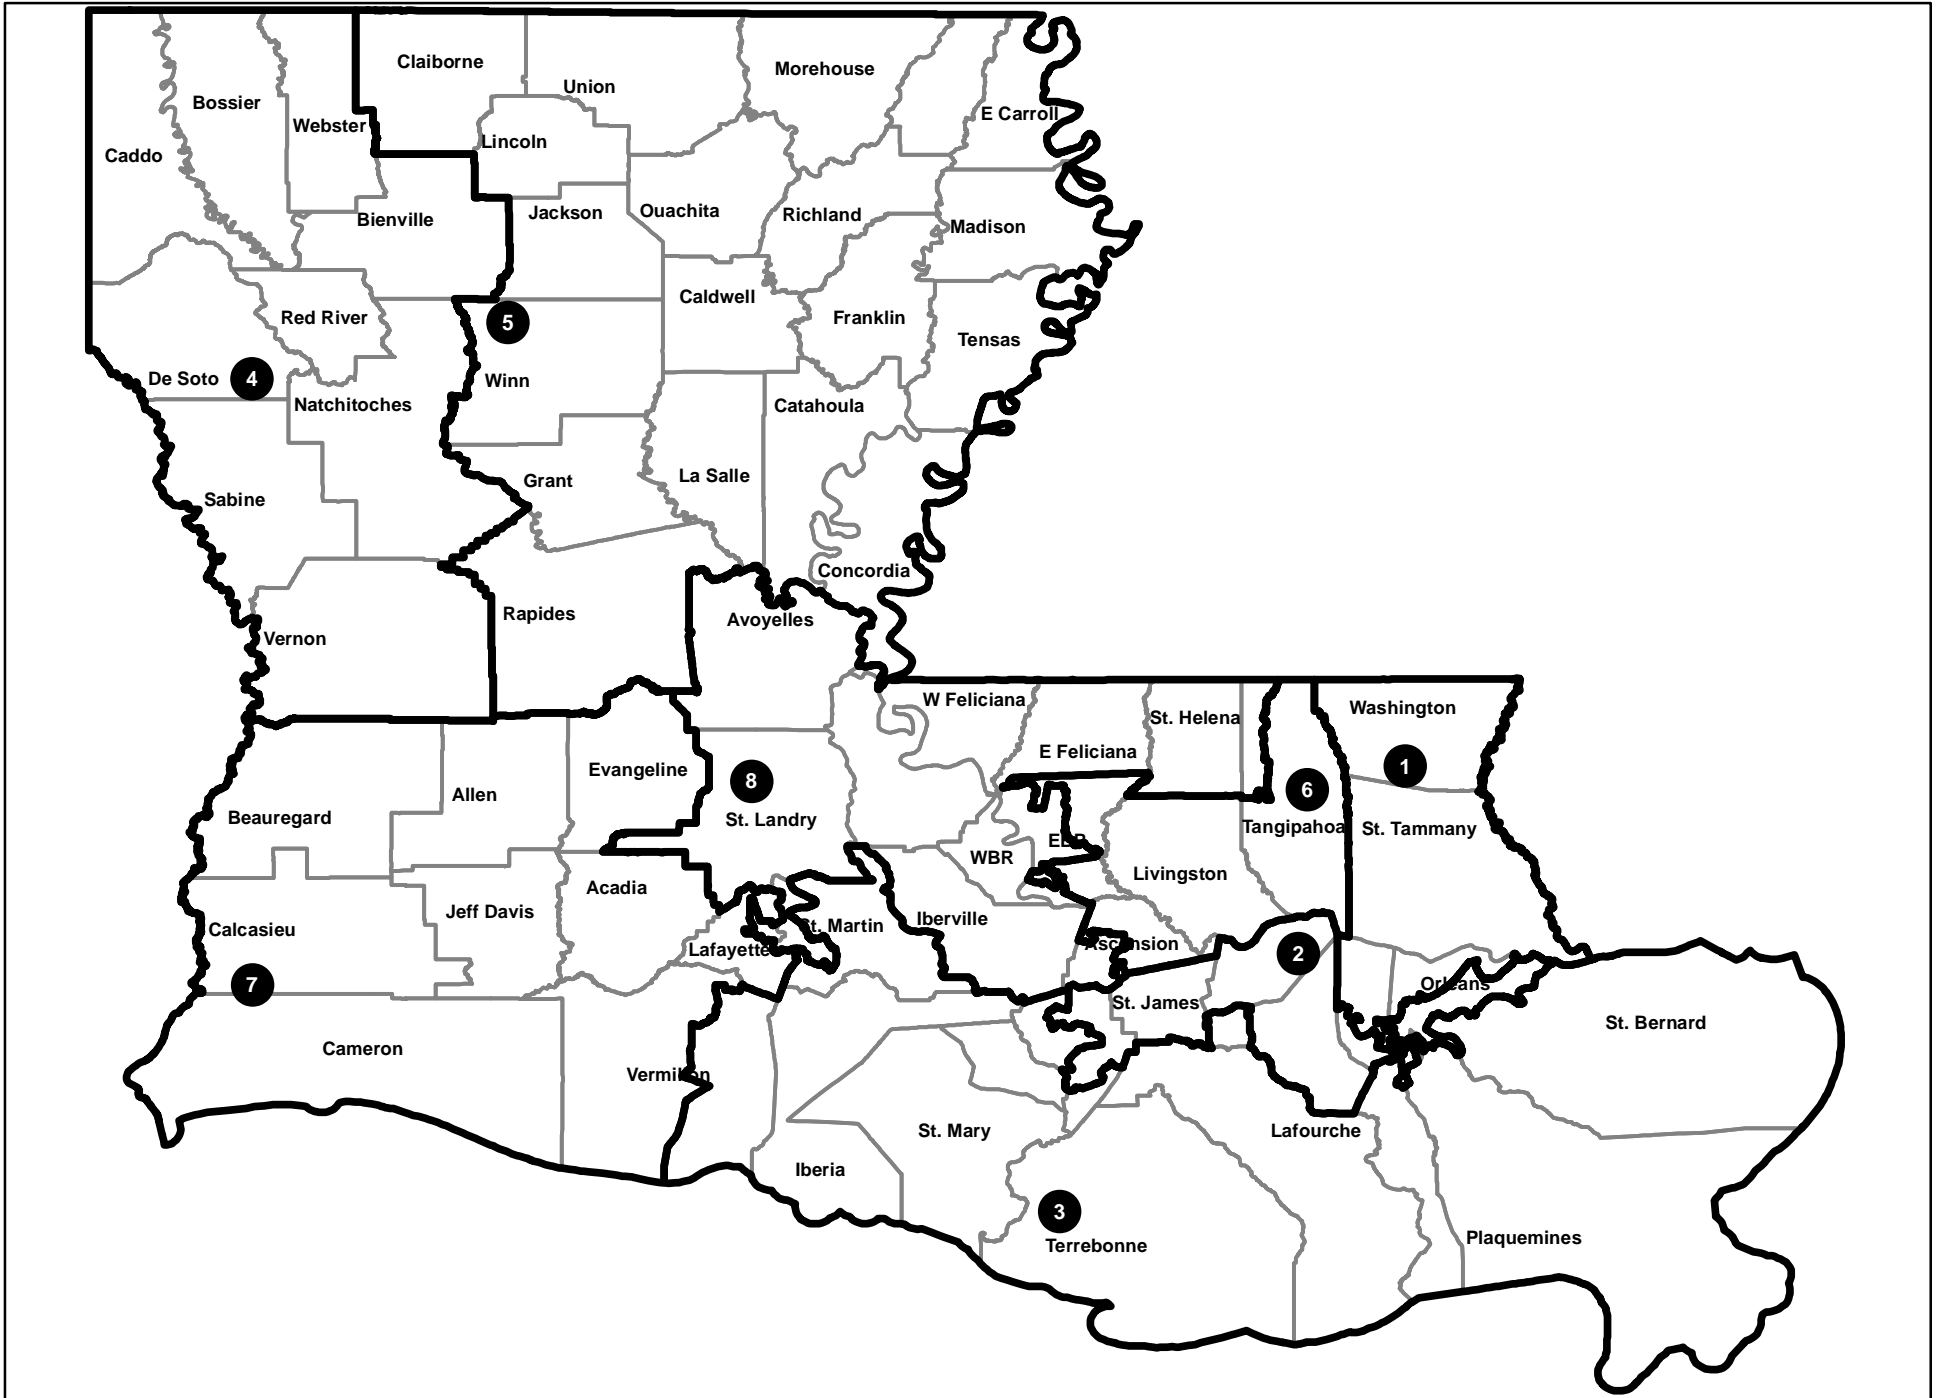 Claiborne
Morehouse
Union
Bossier
E Carroll
Webster
Lincoln
Caddo
Ouachita
Jackson
Richland
Bienville
Madison
Caldwell
Red River
Franklin
5
Tensas
De Soto
4
Winn
Natchitoches
Catahoula
La Salle
Grant
Sabine
Concordia
Rapides
Avoyelles
Vernon
W Feliciana
Washington
St. Helena
E Feliciana
1
Evangeline
8
6
Allen
Beauregard
St. Landry
Tangipahoa
St. Tammany
EBR
WBR
Livingston
Acadia
Jeff Davis
Iberville
St. Martin
Calcasieu
Ascension
Lafayette
2
7
Orleans
St. James
St. Bernard
Cameron
Vermilion
St. Mary
Lafourche
Iberia
3
Plaquemines
Terrebonne